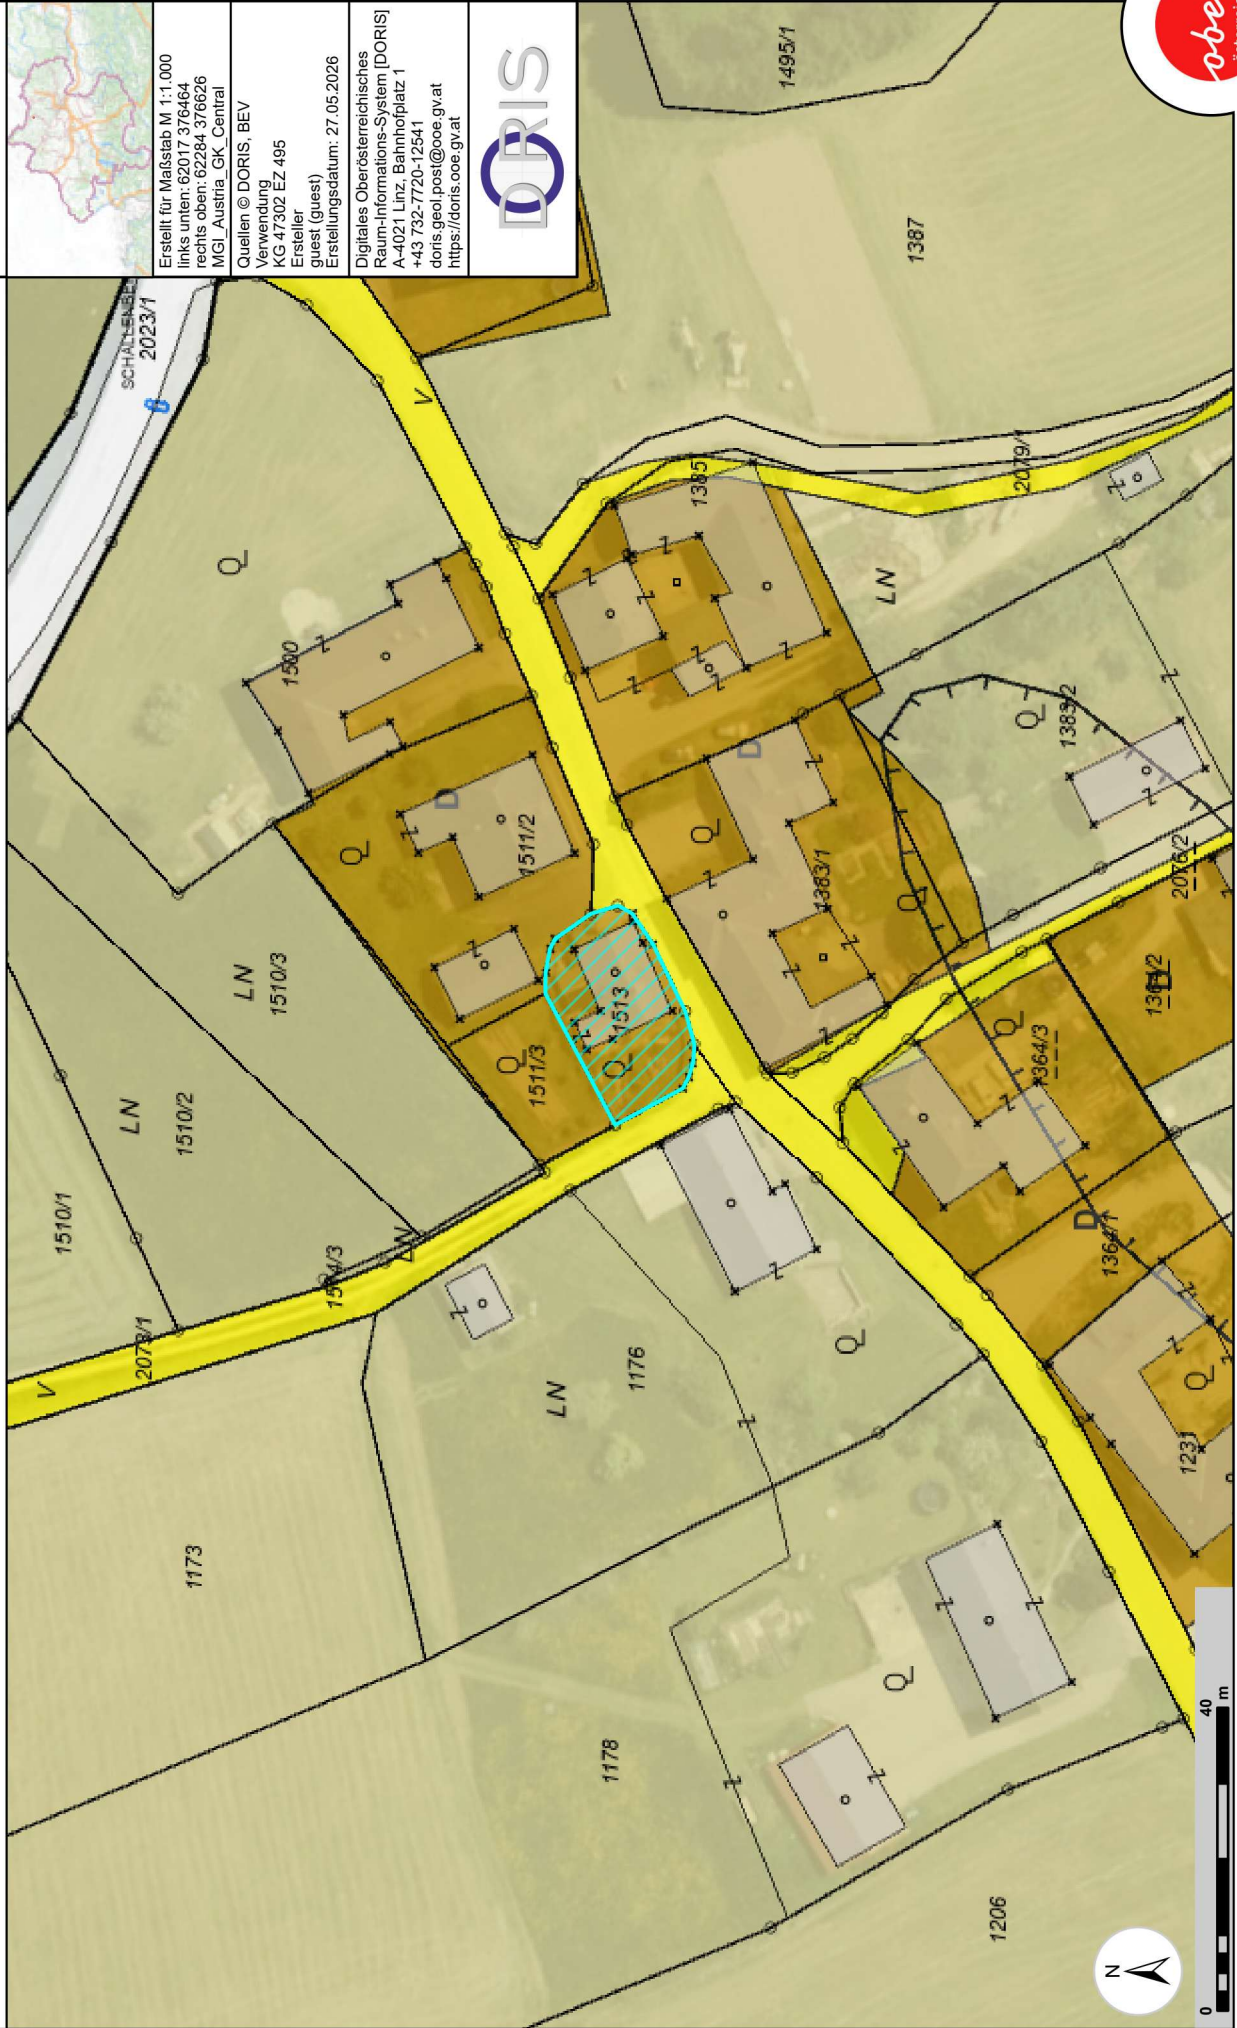 Erstellt für Maßstab M 1:1.000
links unten: 62017 376464
rechts oben: 62284 376626
MGI_Austria_GK_Central
Quellen © DORIS, BEV
Verwendung
KG 47302 EZ 495
Ersteller
guest (guest)
Erstellungsdatum: 27.05.2026
Digitales Oberösterreichisches
Raum-Informations-System [DORIS]
A-4021 Linz, Bahnhofplatz 1
+43 732-7720-12541
doris.geol.post@ooe.gv.at
https://doris.ooe.gv.at
DORIS
2023/1
1495/1
1387
V
1385
2079/1
1500
LN
1511/2
D
D
1383/2
1383/1
2076/2
LN
1510/3
1513
1511/3
1364/2
D
1364/3
LN
1510/2
1510/1
LN
1364/1
D
2073/1
V
1176
LN
1231
1173
1178
1206
N
0
40
m